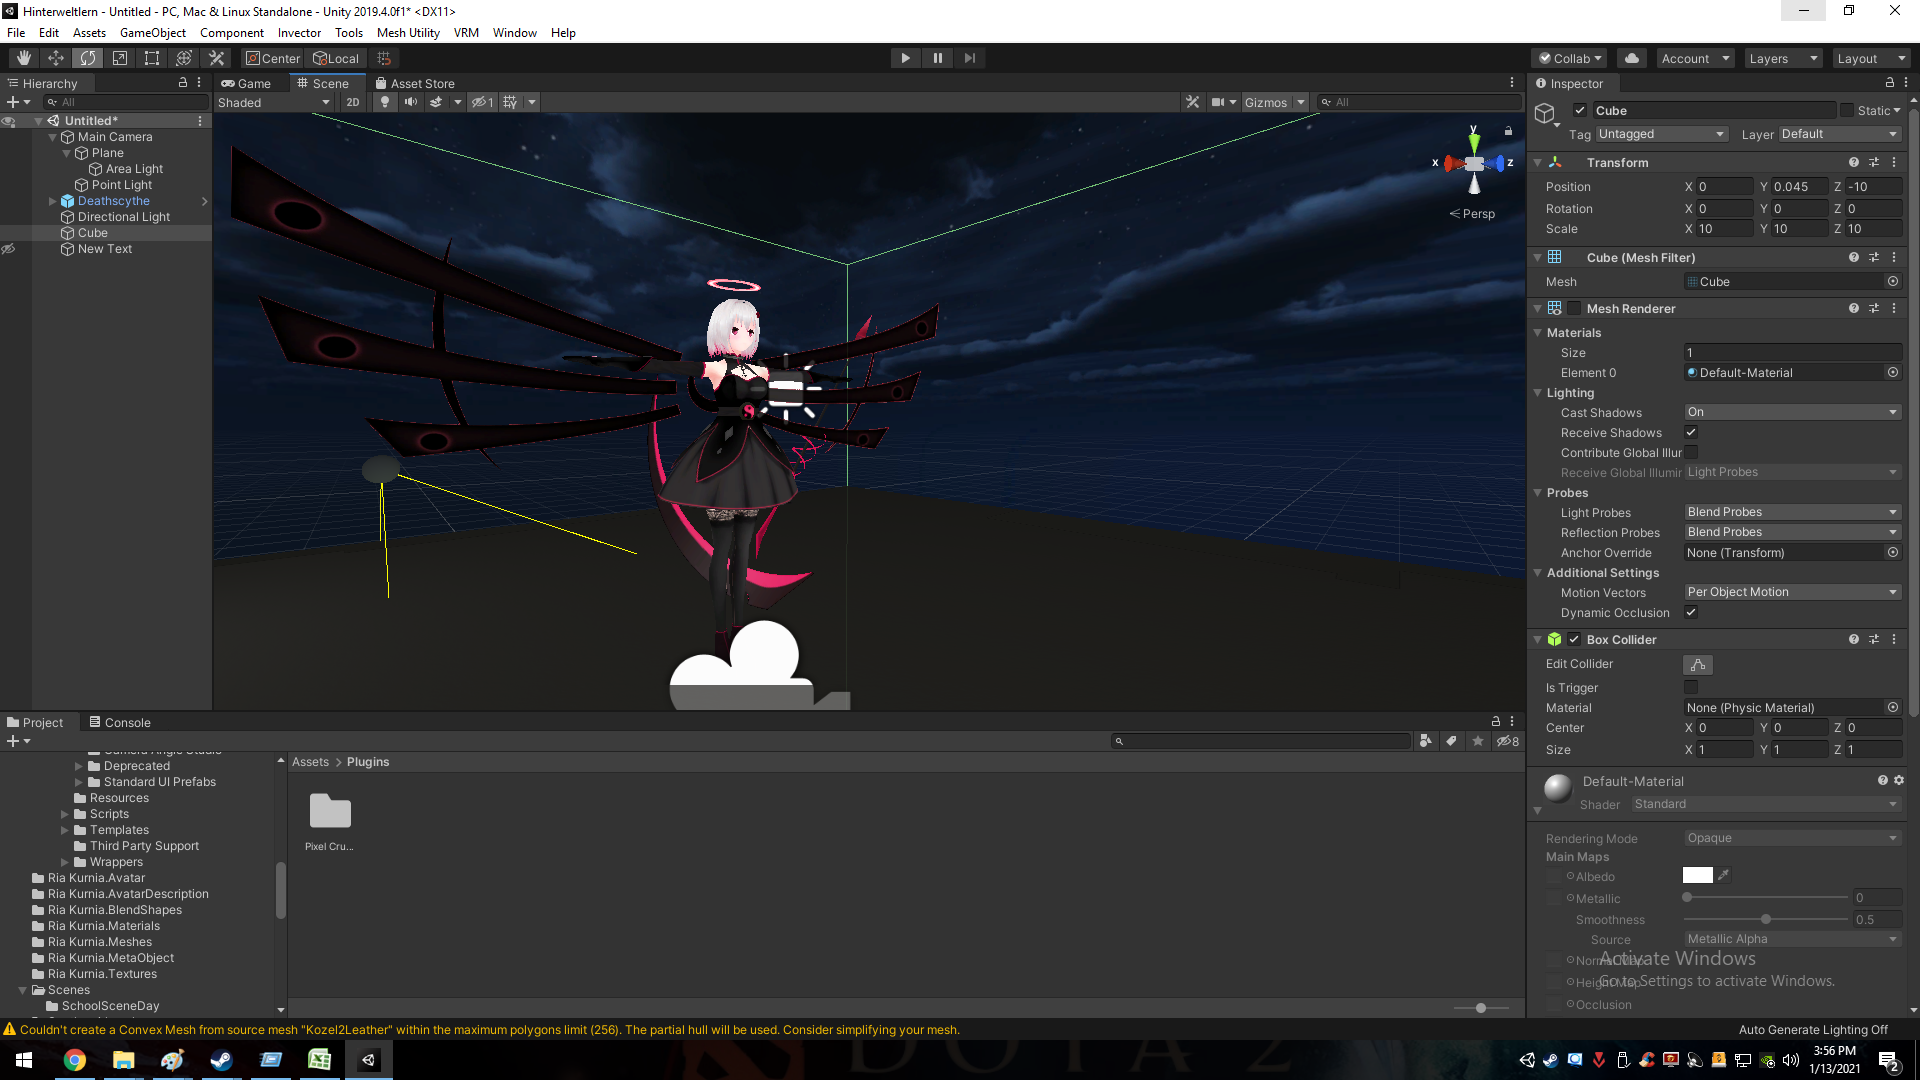 Hinterweltlern - Untitled - PC, Mac & Linux Standalone - Unity 2019.4.0f1* <DX11>
File Edit Assets GameObject Component Invector Tools Mesh Utility VRM Window Help
Center Local
Collab Account Layers Layout
Hierarchy
All
Untitled*
Main Camera
Plane
Area Light
Point Light
Deathscythe
Directional Light
Cube
New Text
Game Scene Asset Store
Shaded 2D 1 Gizmos All
y
x z
Persp
Inspector
Cube Static
Tag Untagged Layer Default
Transform
Position X 0 Y 0.045 Z -10
Rotation X 0 Y 0 Z 0
Scale X 10 Y 10 Z 10
Cube (Mesh Filter)
Mesh Cube
Mesh Renderer
Materials
Size 1
Element 0 Default-Material
Lighting
Cast Shadows On
Receive Shadows
Contribute Global Illur
Receive Global Illumir Light Probes
Probes
Light Probes Blend Probes
Reflection Probes Blend Probes
Anchor Override None (Transform)
Additional Settings
Motion Vectors Per Object Motion
Dynamic Occlusion
Box Collider
Edit Collider
Is Trigger
Material None (Physic Material)
Center X 0 Y 0 Z 0
Size X 1 Y 1 Z 1
Default-Material
Shader Standard
Rendering Mode Opaque
Main Maps
Albedo
Metallic 0
Smoothness 0.5
Source Metallic Alpha
Normal Map
Height Map
Occlusion
Activate Windows
Go to Settings to activate Windows.
Project Console
8
Camera Angle Studio
Deprecated
Standard UI Prefabs
Resources
Scripts
Templates
Third Party Support
Wrappers
Ria Kurnia.Avatar
Ria Kurnia.AvatarDescription
Ria Kurnia.BlendShapes
Ria Kurnia.Materials
Ria Kurnia.Meshes
Ria Kurnia.MetaObject
Ria Kurnia.Textures
Scenes
SchoolSceneDay
Assets > Plugins
Pixel Cru...
Couldn't create a Convex Mesh from source mesh "Kozel2Leather" within the maximum polygons limit (256). The partial hull will be used. Consider simplifying your mesh.
Auto Generate Lighting Off
DOTA 2
3:56 PM
1/13/2021
2